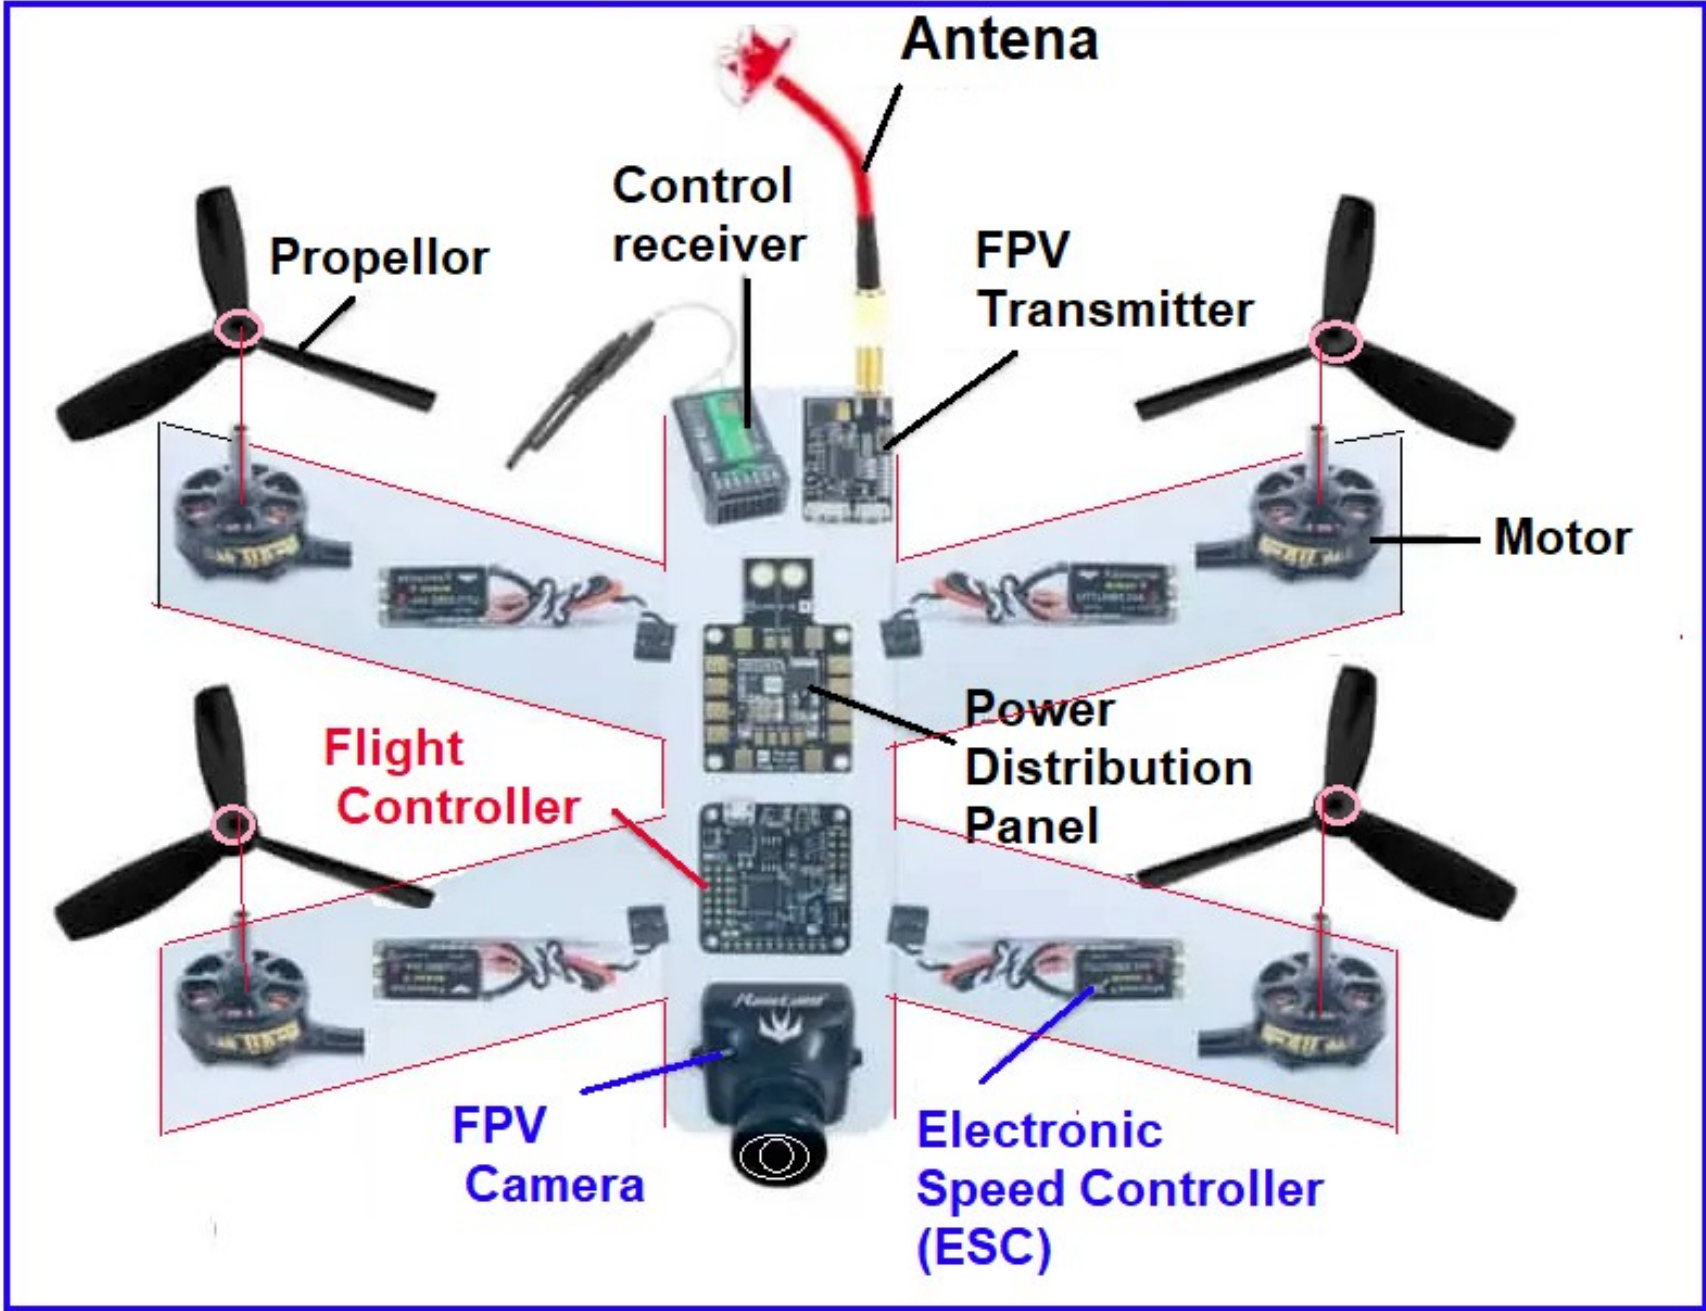 Antena
Control
receiver
Propellor
FPV
Transmitter
Motor
Power
Distribution
Panel
Flight
Controller
FPV
Camera
Electronic
Speed Controller
(ESC)